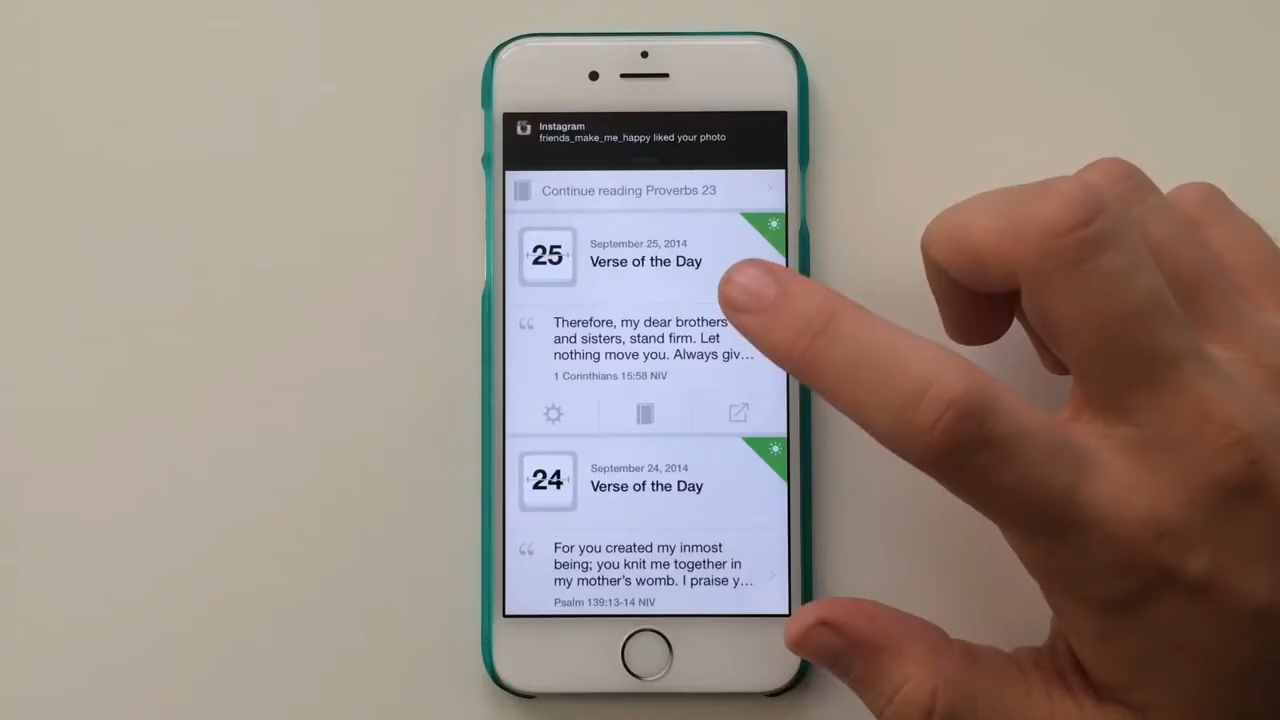 Instagram
friends_make_me_happy liked your photo
Continue reading Proverbs 23
25
September 25, 2014
Verse of the Day
Therefore, my dear brothers
and sisters, stand firm. Let
nothing move you. Always giv...
1 Corinthians 15:58 NIV
24
September 24, 2014
Verse of the Day
For you created my inmost
being; you knit me together in
my mother's womb. I praise y...
Psalm 139:13-14 NIV